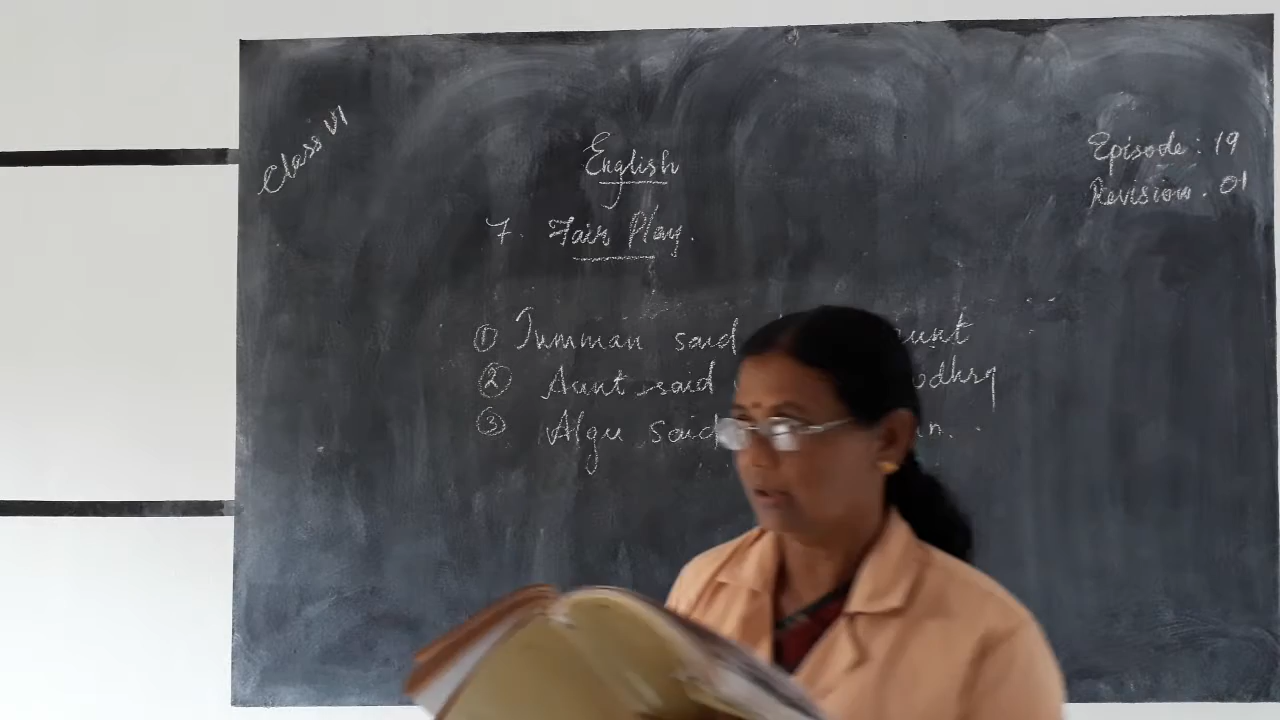 Class VI
English
Episode : 19
Revision . 01
7. Fair Play.
① Jumman said aunt
② Aunt said
③ Algu said